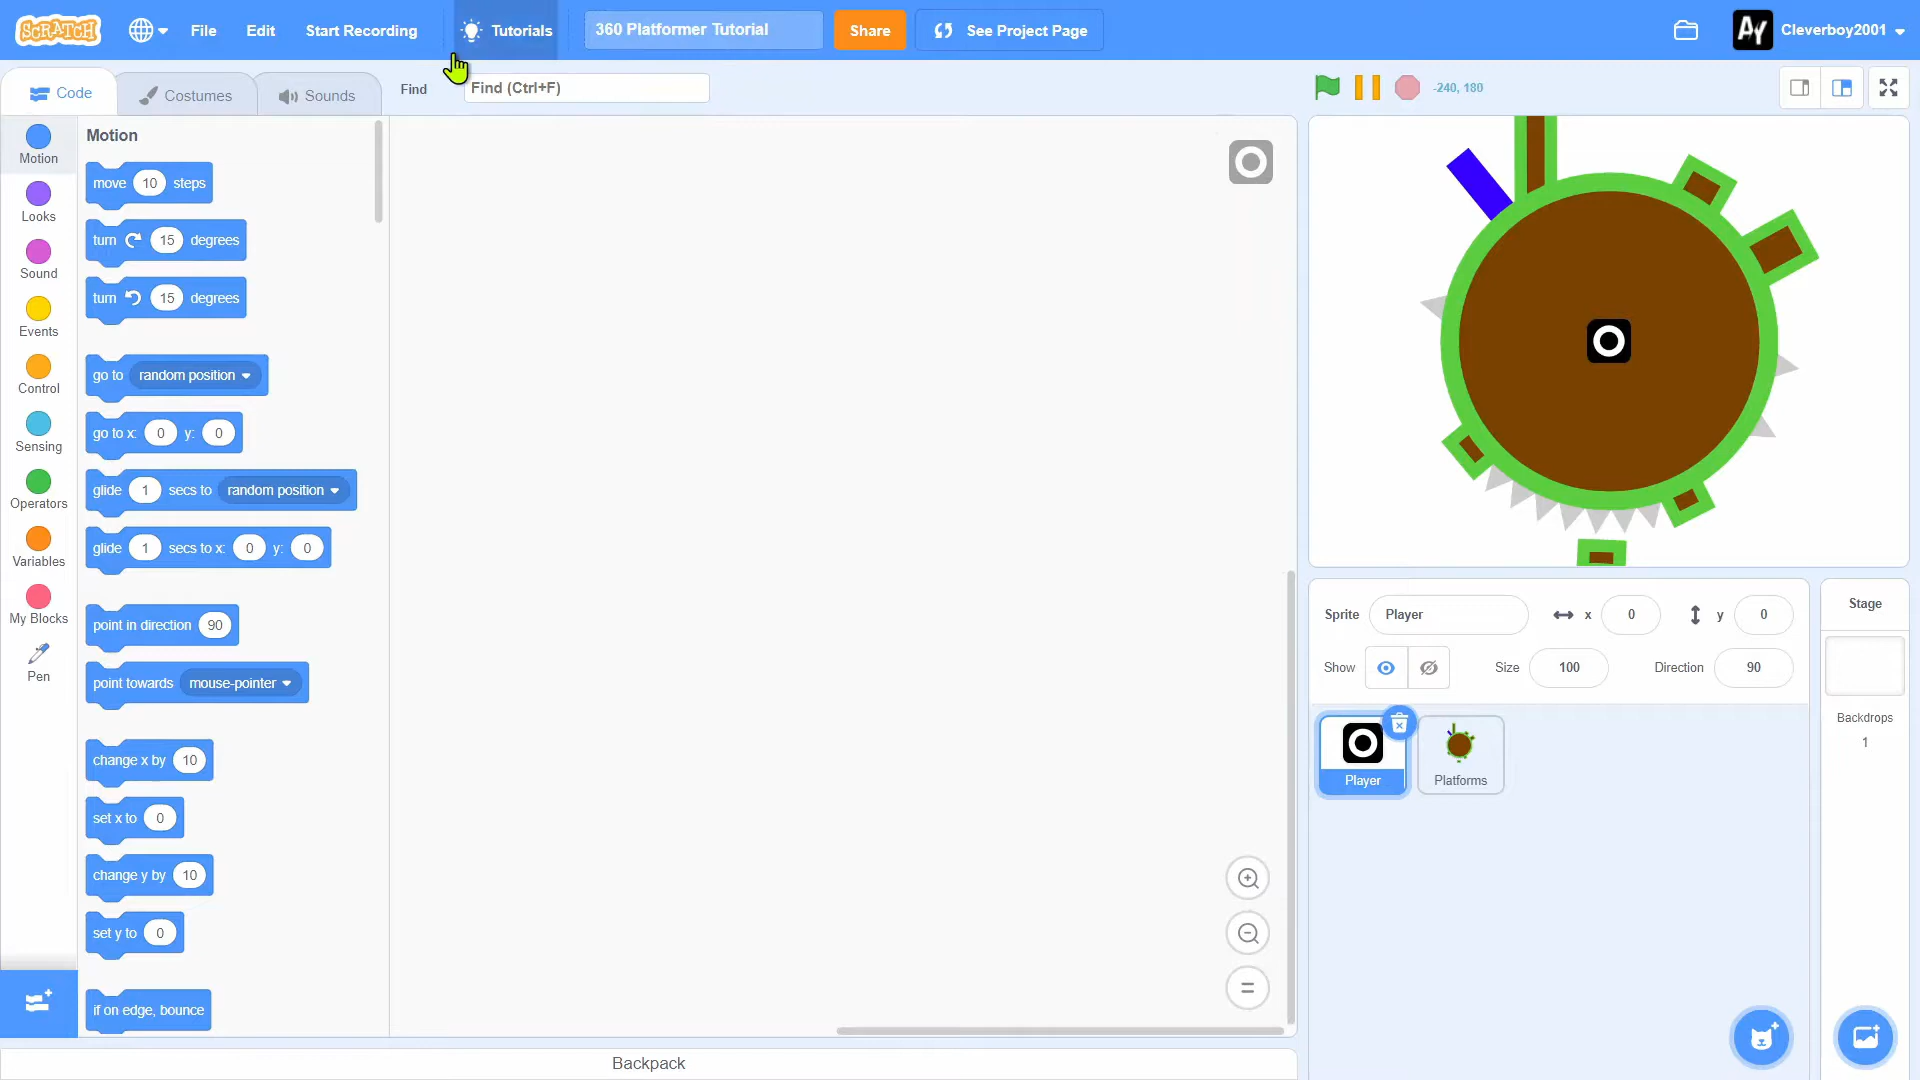 SCRATCH File Edit Start Recording Tutorials 360 Platformer Tutorial Share See Project Page Ay Cleverboy2001
Code Costumes Sounds Find Find (Ctrl+F) -240, 180
Motion
Looks
Sound
Events
Control
Sensing
Operators
Variables
My Blocks
Pen
Motion
move 10 steps
turn 15 degrees
turn 15 degrees
go to random position
go to x: 0 y: 0
glide 1 secs to random position
glide 1 secs to x: 0 y: 0
point in direction 90
point towards mouse-pointer
change x by 10
set x to 0
change y by 10
set y to 0
if on edge, bounce
Sprite Player x 0 y 0
Show Size 100 Direction 90
Player Platforms
Stage
Backdrops
1
Backpack